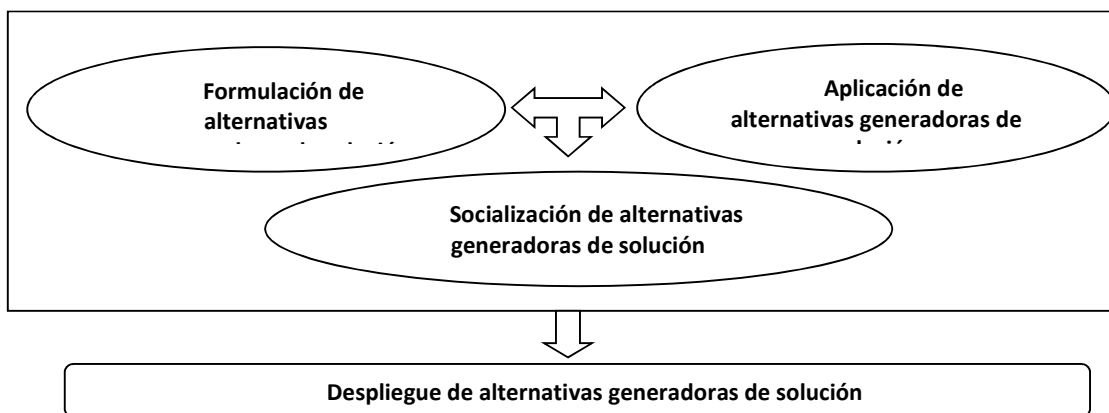 Formulación de
alternativas
Aplicación de
alternativas generadoras de
Socialización de alternativas
generadoras de solución
Despliegue de alternativas generadoras de solución